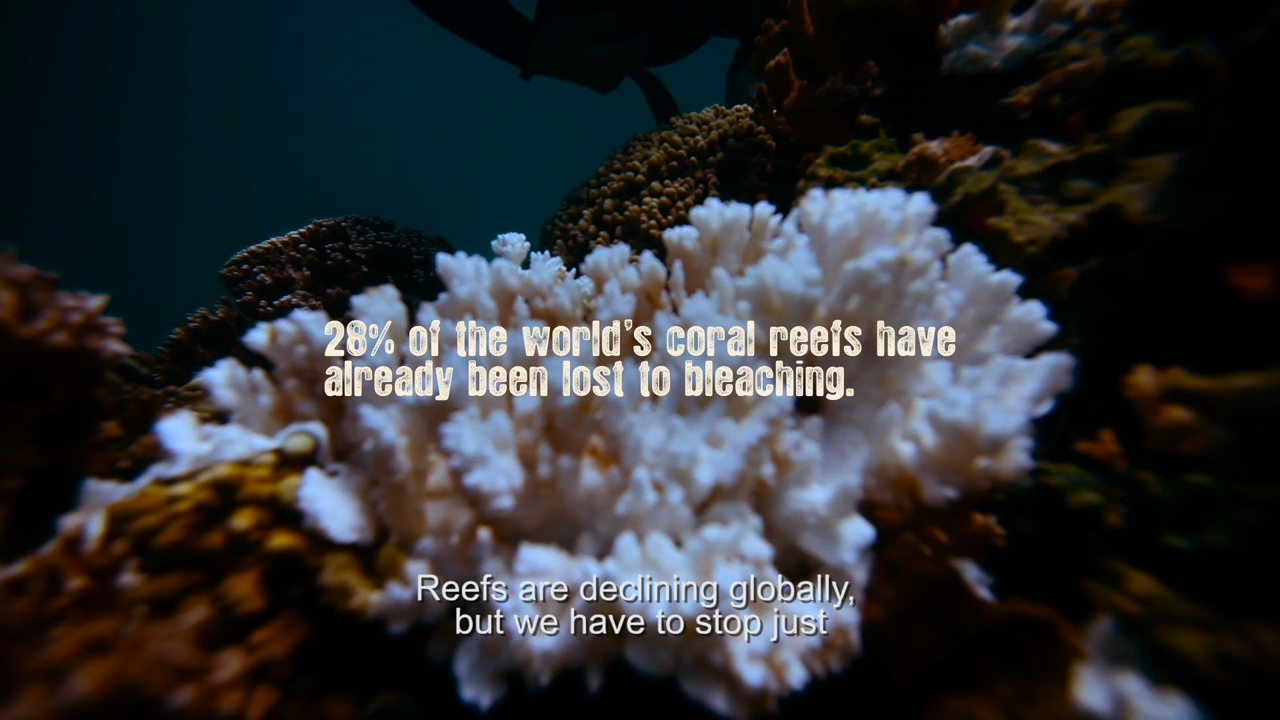 28% of the world's coral reefs have
already been lost to bleaching.
Reefs are declining globally,
but we have to stop just